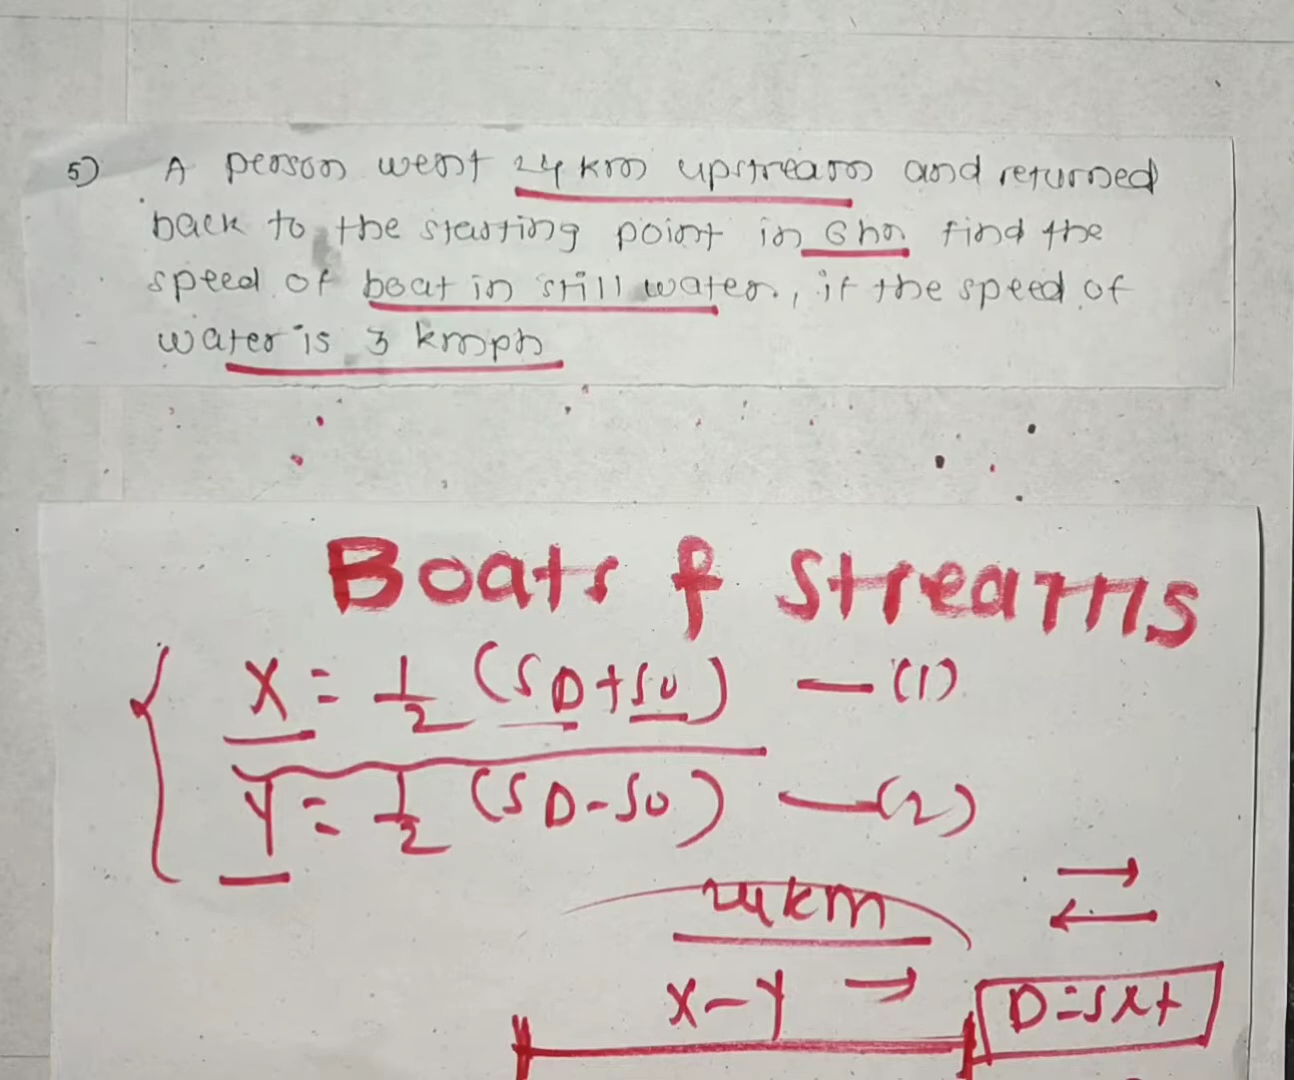 5) A person went 24 km upstream and returned
back to the starting point in 6 hr find the
speed of boat in still water, if the speed of
water is 3 kmph
Boats & Streams
X = 1/2 (SD+SU) — (1)
Y = 1/2 (SD-SU) — (2)
24km
X-Y → D=S×t